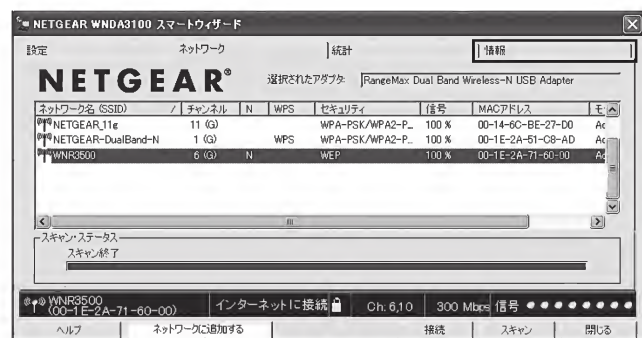 NETGEAR WNDA3100 スマートウィザード
設定 ネットワーク 統計 情報
NETGEAR® 選択されたアダプタ: RangeMax Dual Band Wireless-N USB Adapter
ネットワーク名 (SSID) / チャンネル N WPS セキュリティ 信号 MACアドレス モ
NETGEAR_11g 11 (G) WPA-PSK/WPA2-P... 100 % 00-14-6C-BE-27-D0 Ac
NETGEAR-DualBand-N 1 (G) WPS WPA-PSK/WPA2-P... 100 % 00-1E-2A-51-C8-AD Ac
WNR3500 6 (G) N WEP 100 % 00-1E-2A-71-60-00 Ac
スキャン・ステータス
スキャン終了
WNR3500
(00-1E-2A-71-60-00) インターネットに接続 Ch: 6,10 300 Mbps 信号
ヘルプ ネットワークに追加する 接続 スキャン 閉じる